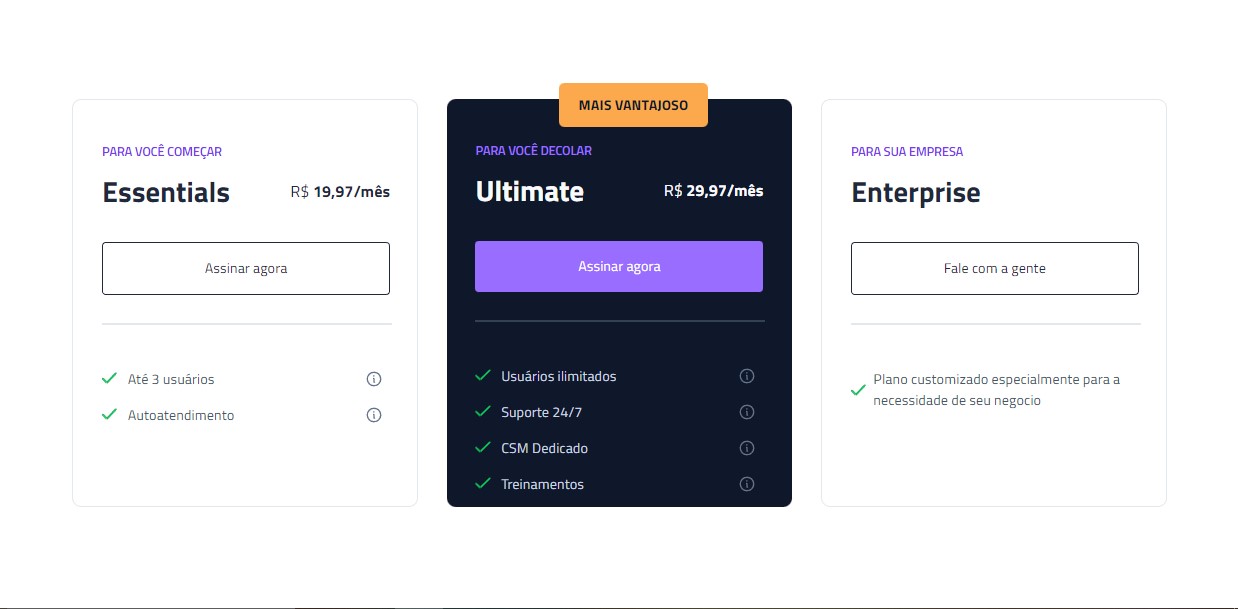 PARA VOCÊ COMEÇAR
Essentials
R$ 19,97/mês
Assinar agora
Até 3 usuários
Autoatendimento
MAIS VANTAJOSO
PARA VOCÊ DECOLAR
Ultimate
R$ 29,97/mês
Assinar agora
Usuários ilimitados
Suporte 24/7
CSM Dedicado
Treinamentos
PARA SUA EMPRESA
Enterprise
Fale com a gente
Plano customizado especialmente para a
necessidade de seu negocio